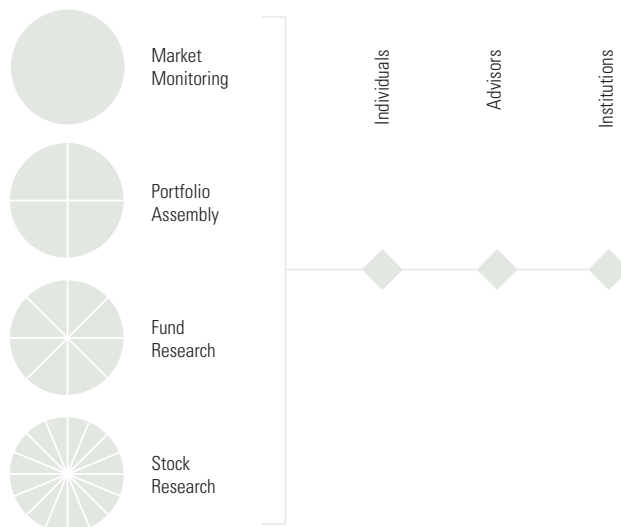 Market
Monitoring
Individuals
Advisors
Institutions
Portfolio
Assembly
Fund
Research
Stock
Research